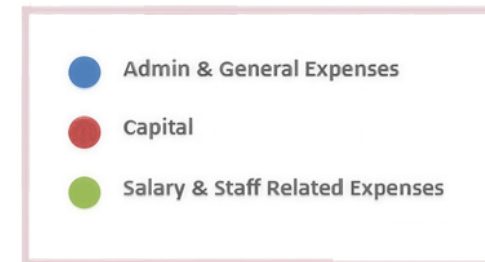 Admin & General Expenses
Capital
Salary & Staff Related Expenses